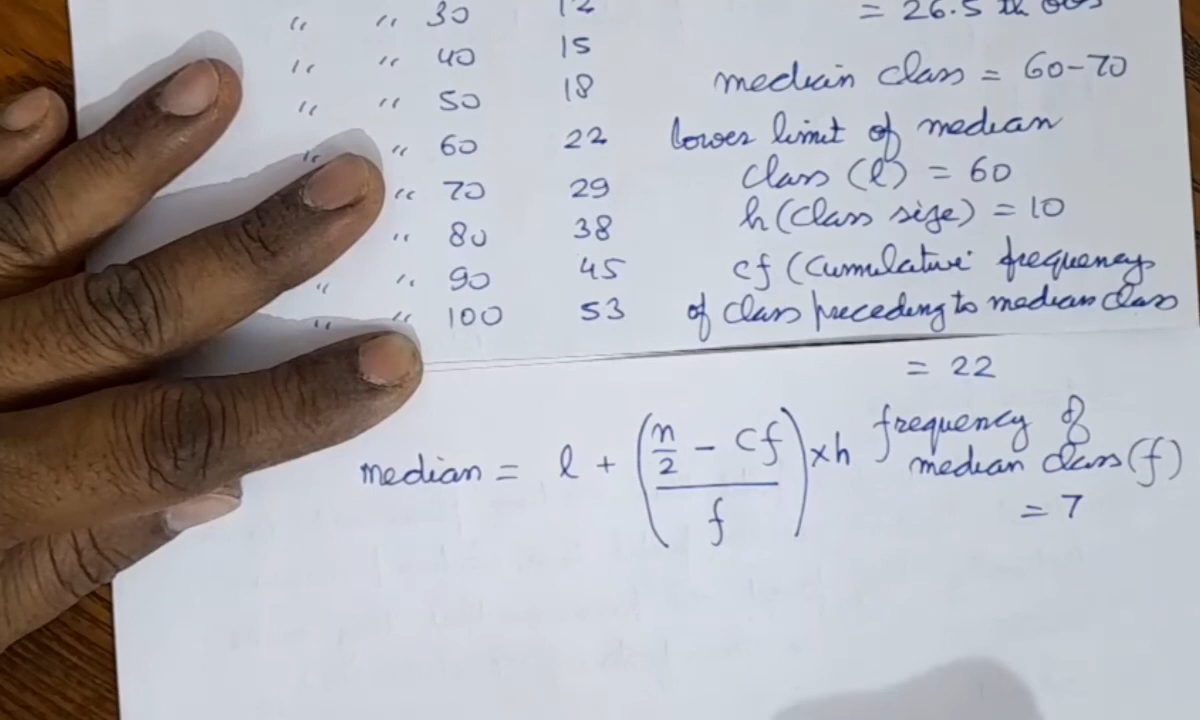 " " 30 12 = 26.5 th obs
" " 40 15
" " 50 18 median class = 60-70
" " 60 22 lower limit of median
" 70 29 class (l) = 60
" 80 38 h (class size) = 10
" " 90 45 cf (cumulative frequency
" " 100 53 of class preceding to median class
= 22
median = l + ( (n/2 - Cf) / f ) × h frequency of
median class (f)
= 7